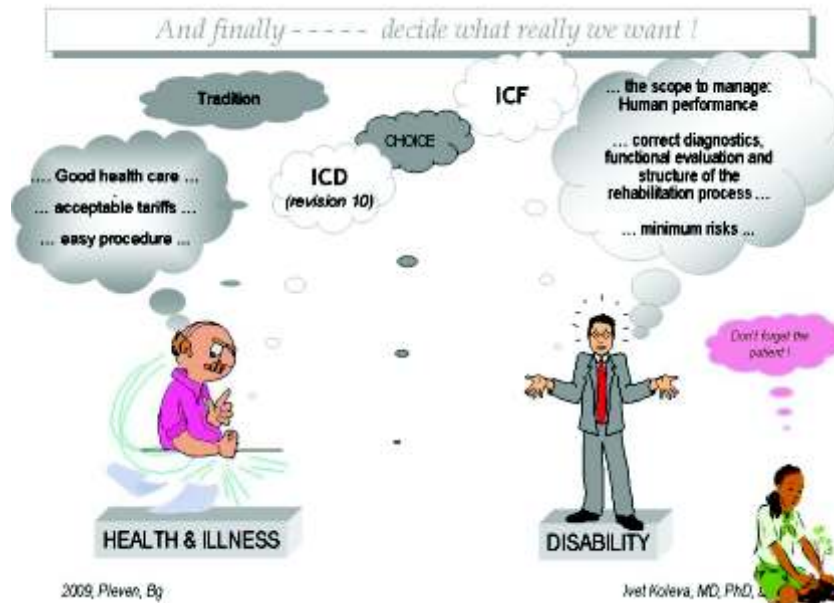 And finally - - - - - decide what really we want !
Tradition
ICF
CHOICE
ICD
(revision 10)
.... Good health care ...
... acceptable tariffs ...
... easy procedure ...
... the scope to manage:
Human performance
... correct diagnostics,
functional evaluation and
structure of the
rehabilitation process ...
... minimum risks ...
Don't forget the
patient !
HEALTH & ILLNESS
DISABILITY
2009, Pleven, Bg
Ivet Koleva, MD, PhD,